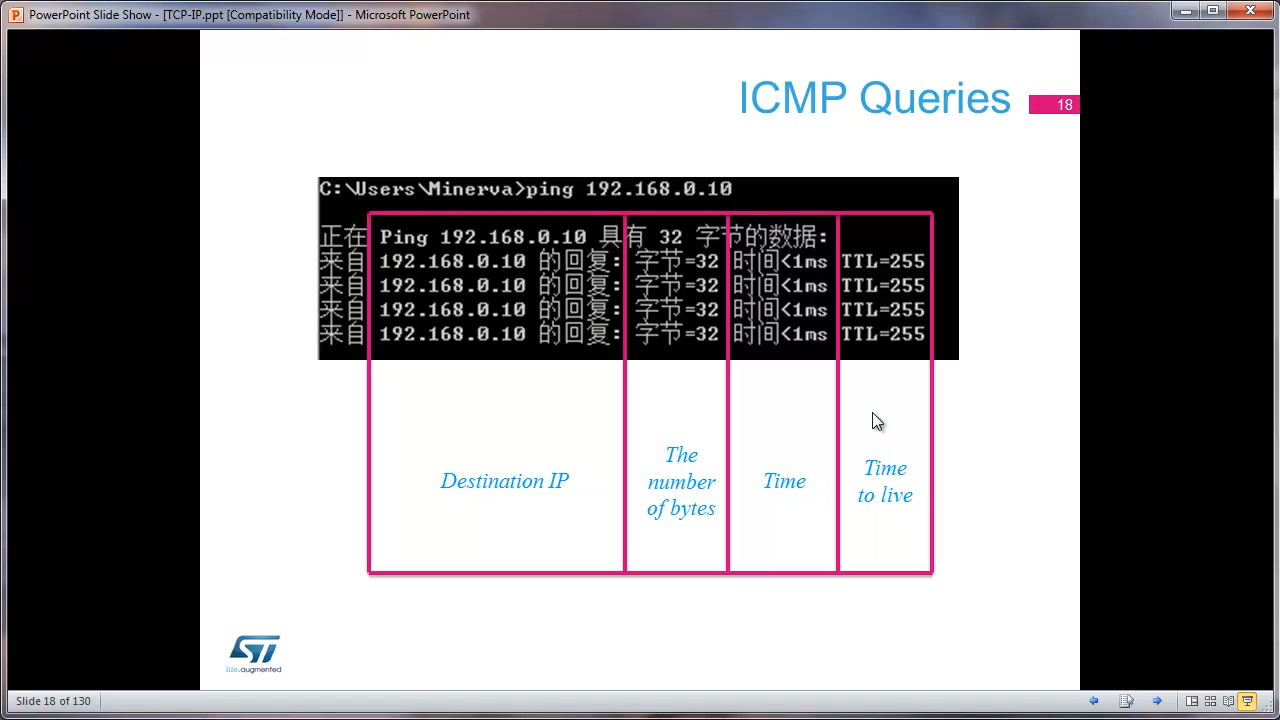 PowerPoint Slide Show - [TCP-IP.ppt [Compatibility Mode]] - Microsoft PowerPoint
ICMP Queries
18
C:\Users\Minerva>ping 192.168.0.10
正在 Ping 192.168.0.10 具有 32 字节的数据:
来自 192.168.0.10 的回复: 字节=32 时间<1ms TTL=255
来自 192.168.0.10 的回复: 字节=32 时间<1ms TTL=255
来自 192.168.0.10 的回复: 字节=32 时间<1ms TTL=255
来自 192.168.0.10 的回复: 字节=32 时间<1ms TTL=255
Destination IP
The
number
of bytes
Time
Time
to live
ST
life.augmented
Slide 18 of 130